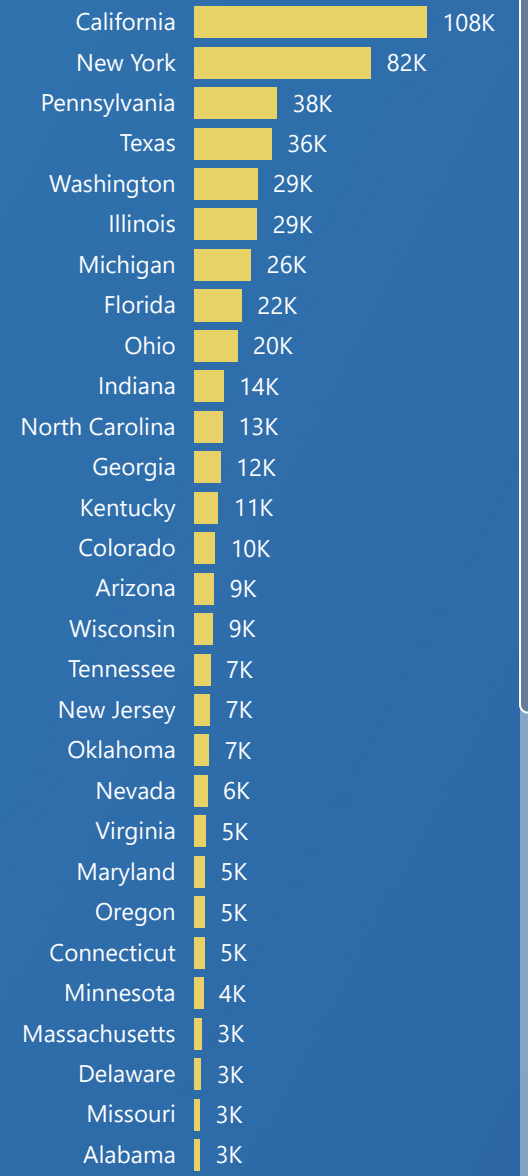 California 108K
New York 82K
Pennsylvania 38K
Texas 36K
Washington 29K
Illinois 29K
Michigan 26K
Florida 22K
Ohio 20K
Indiana 14K
North Carolina 13K
Georgia 12K
Kentucky 11K
Colorado 10K
Arizona 9K
Wisconsin 9K
Tennessee 7K
New Jersey 7K
Oklahoma 7K
Nevada 6K
Virginia 5K
Maryland 5K
Oregon 5K
Connecticut 5K
Minnesota 4K
Massachusetts 3K
Delaware 3K
Missouri 3K
Alabama 3K